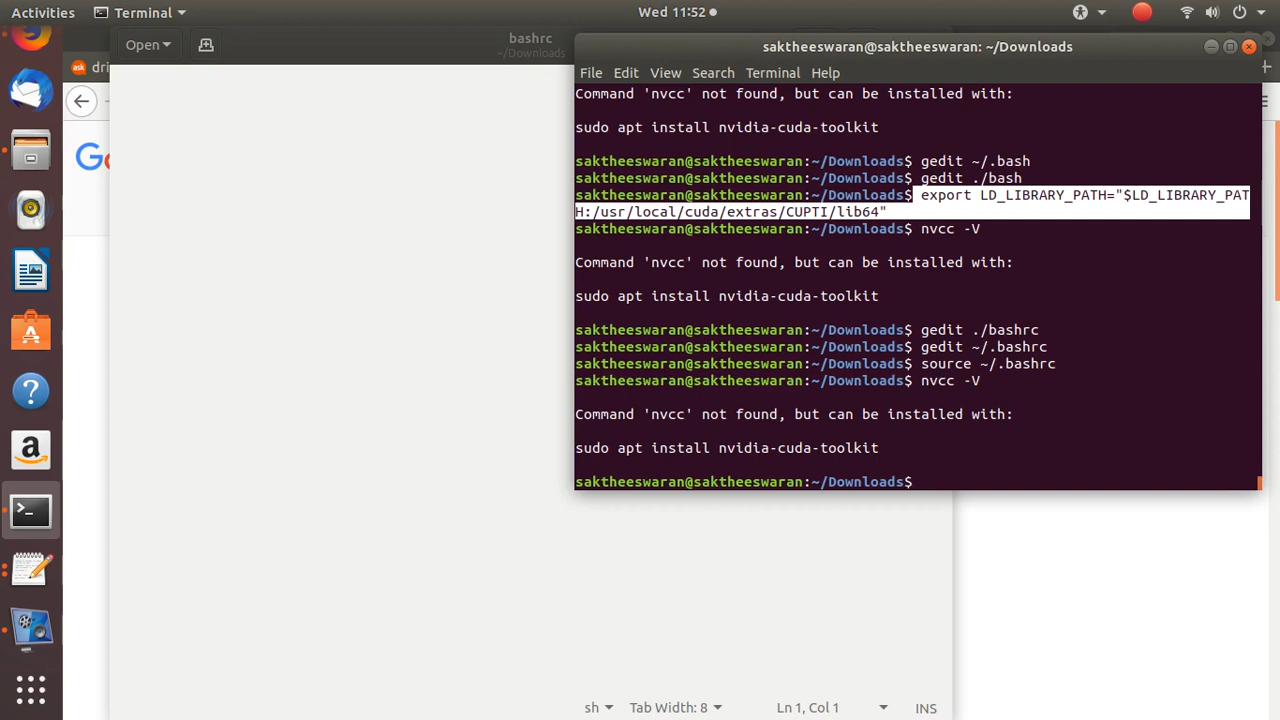 Activities
Terminal
Wed 11:52
Open
bashrc
~/Downloads
saktheeswaran@saktheeswaran: ~/Downloads
ask
dri
Go
File Edit View Search Terminal Help
Command 'nvcc' not found, but can be installed with:
sudo apt install nvidia-cuda-toolkit
saktheeswaran@saktheeswaran:~/Downloads$ gedit ~/.bash
saktheeswaran@saktheeswaran:~/Downloads$ gedit ./bash
saktheeswaran@saktheeswaran:~/Downloads$ export LD_LIBRARY_PATH="$LD_LIBRARY_PAT
H:/usr/local/cuda/extras/CUPTI/lib64"
saktheeswaran@saktheeswaran:~/Downloads$ nvcc -V
Command 'nvcc' not found, but can be installed with:
sudo apt install nvidia-cuda-toolkit
saktheeswaran@saktheeswaran:~/Downloads$ gedit ./bashrc
saktheeswaran@saktheeswaran:~/Downloads$ gedit ~/.bashrc
saktheeswaran@saktheeswaran:~/Downloads$ source ~/.bashrc
saktheeswaran@saktheeswaran:~/Downloads$ nvcc -V
Command 'nvcc' not found, but can be installed with:
sudo apt install nvidia-cuda-toolkit
saktheeswaran@saktheeswaran:~/Downloads$
sh Tab Width: 8 Ln 1, Col 1 INS